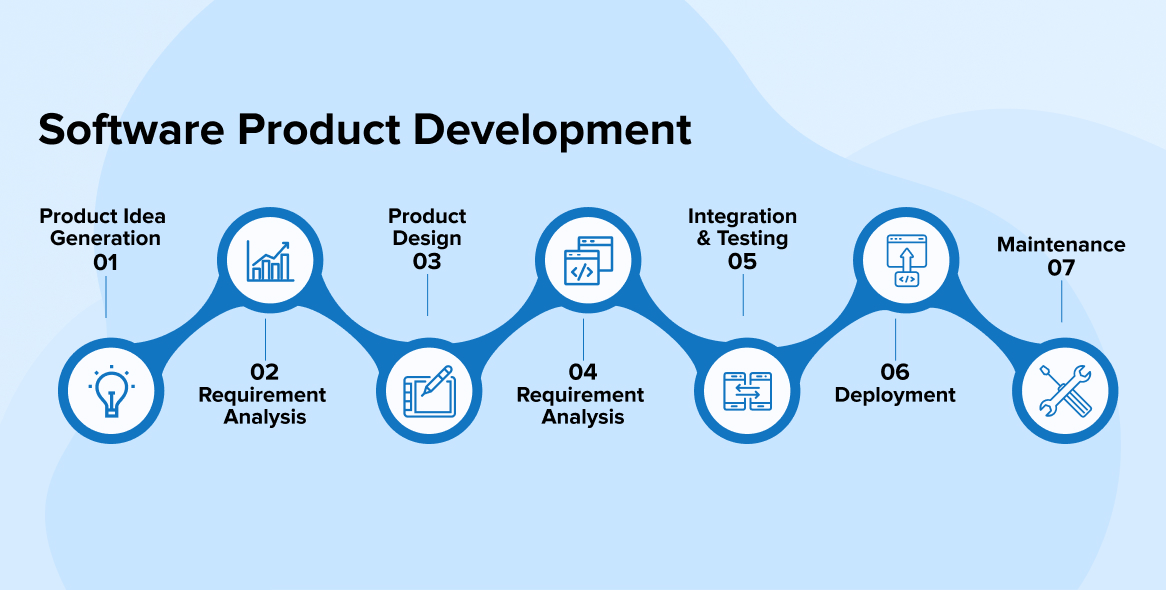 Software Product Development
Product Idea
Generation
01
02
Requirement
Analysis
Product
Design
03
04
Requirement
Analysis
Integration
& Testing
05
06
Deployment
Maintenance
07